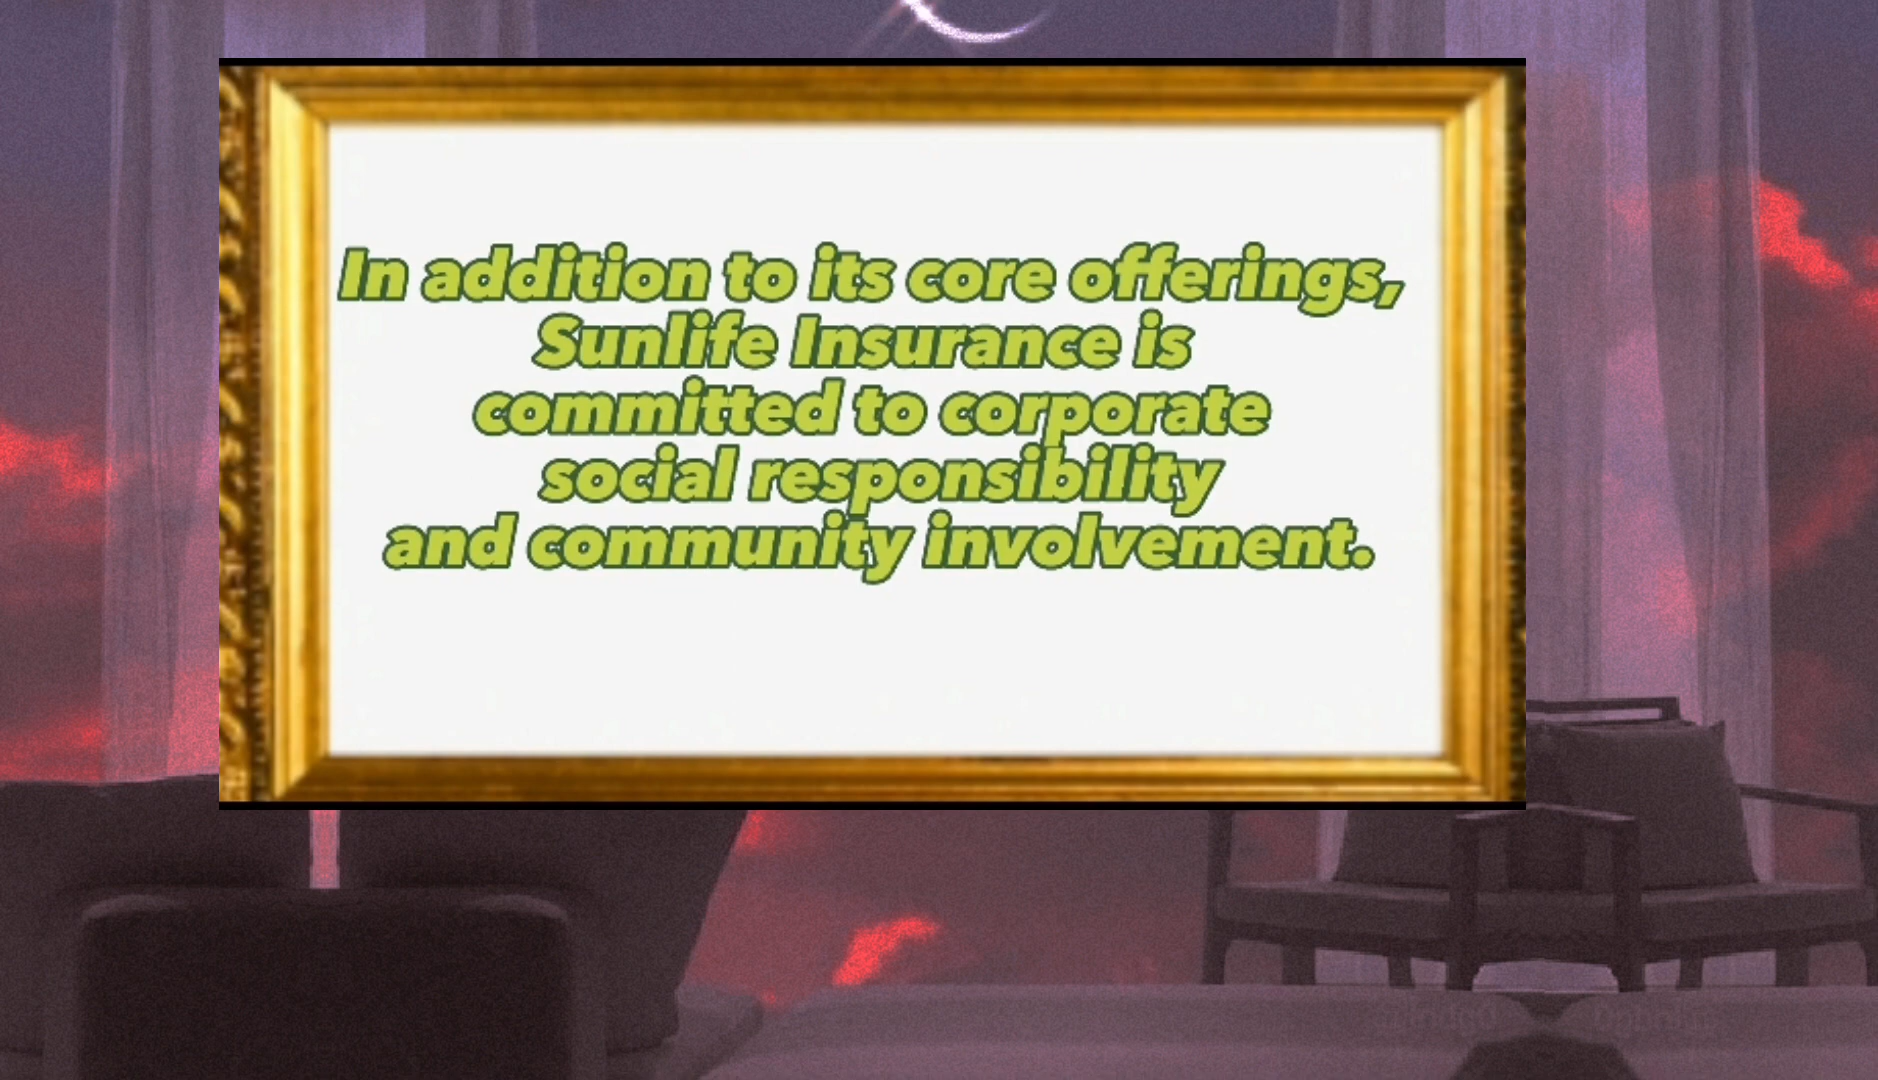 In addition to its core offerings,
Sunlife Insurance is
committed to corporate
social responsibility
and community involvement.